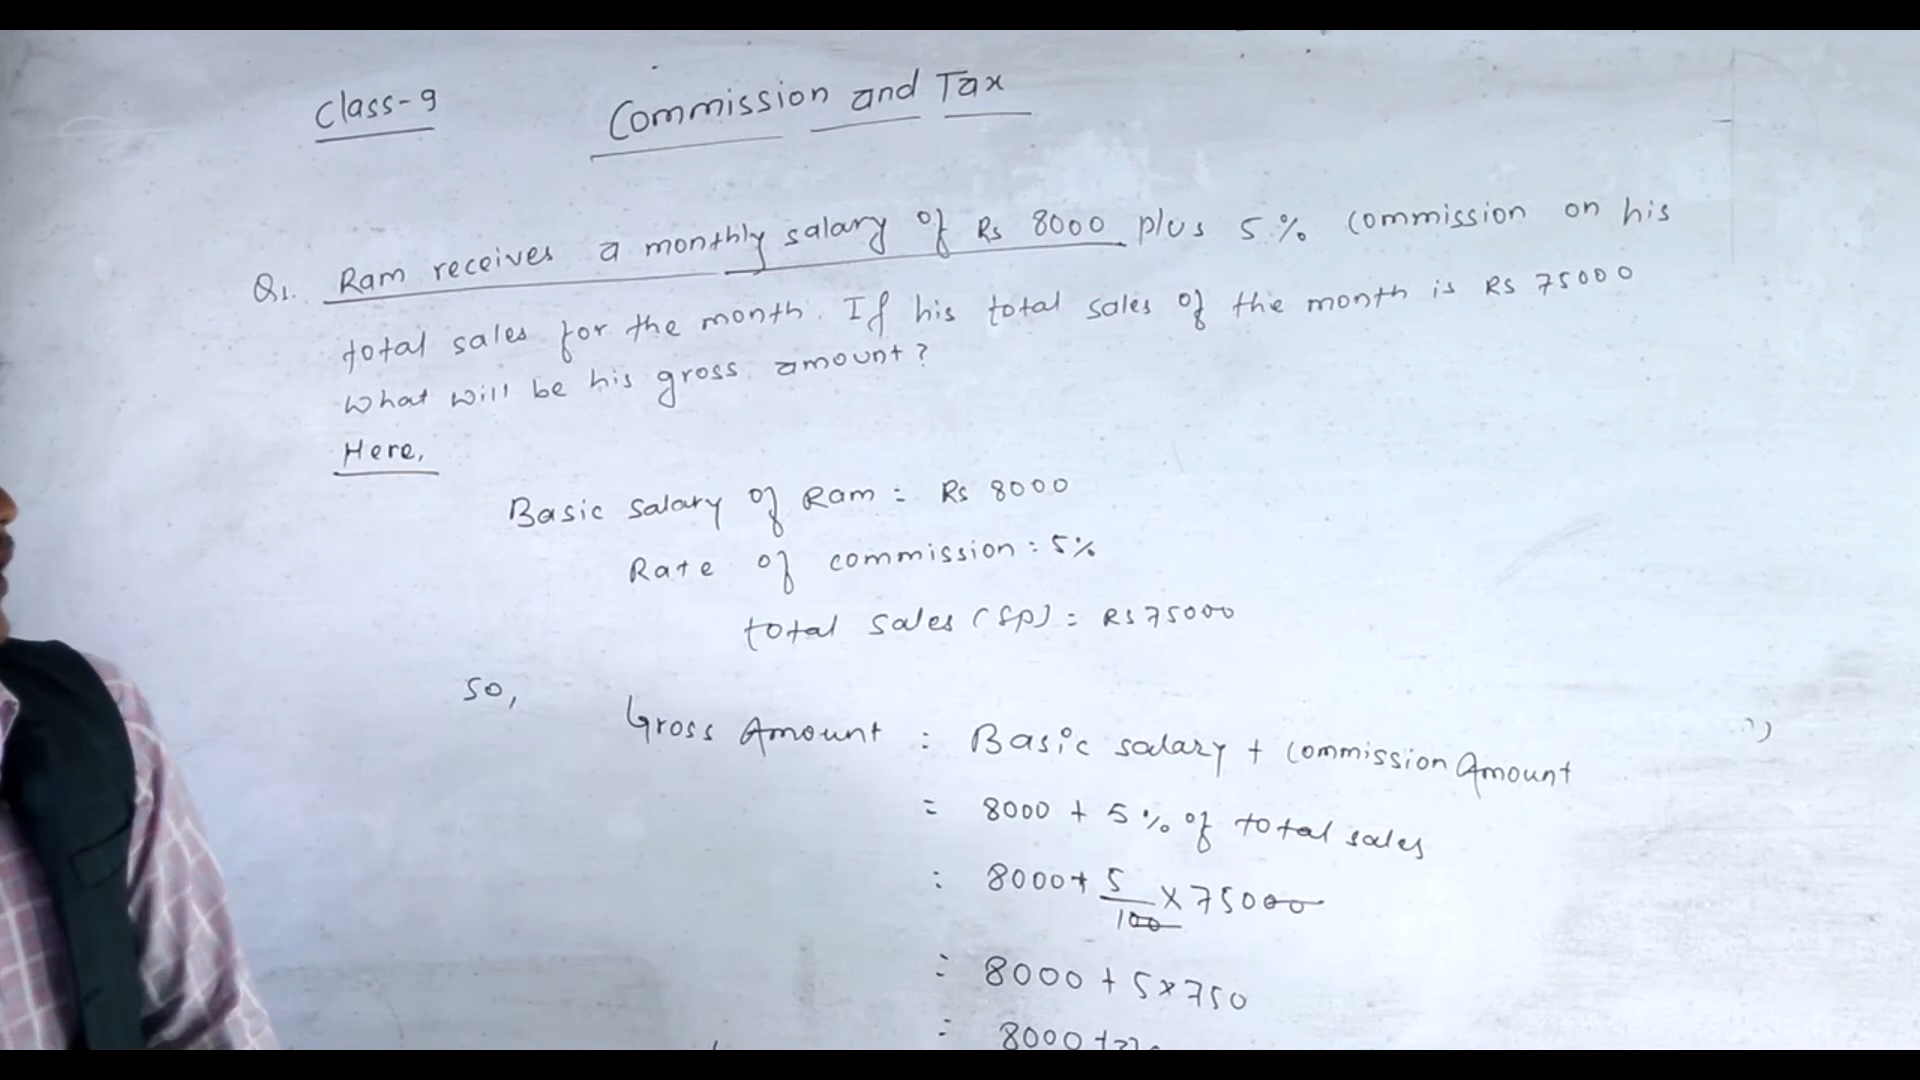 Class-9
Commission and Tax
Q1. Ram receives a monthly salary of Rs 8000 plus 5% commission on his
total sales for the month. If his total sales of the month is Rs 75000
What will be his gross amount?
Here,
Basic salary of Ram = Rs 8000
Rate of commission = 5%
total sales (SP) = Rs 75000
So,
Gross Amount = Basic salary + Commission Amount
= 8000 + 5% of total sales
= 8000 + 5/100 × 75000
= 8000 + 5 × 750
= 8000 +